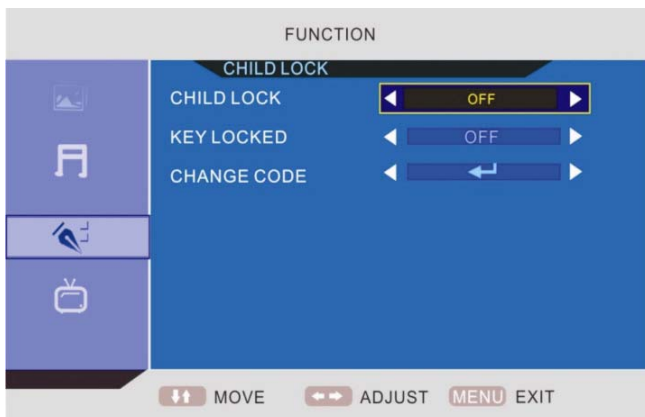 FUNCTION
CHILD LOCK
CHILD LOCK OFF
KEY LOCKED OFF
CHANGE CODE
MOVE ADJUST MENU EXIT